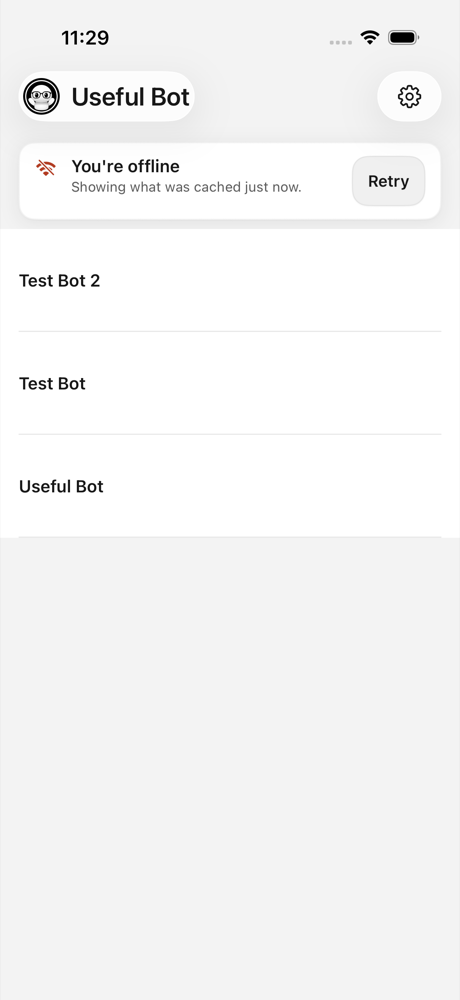 11:29
Useful Bot
You're offline
Showing what was cached just now.
Retry
Test Bot 2
Test Bot
Useful Bot